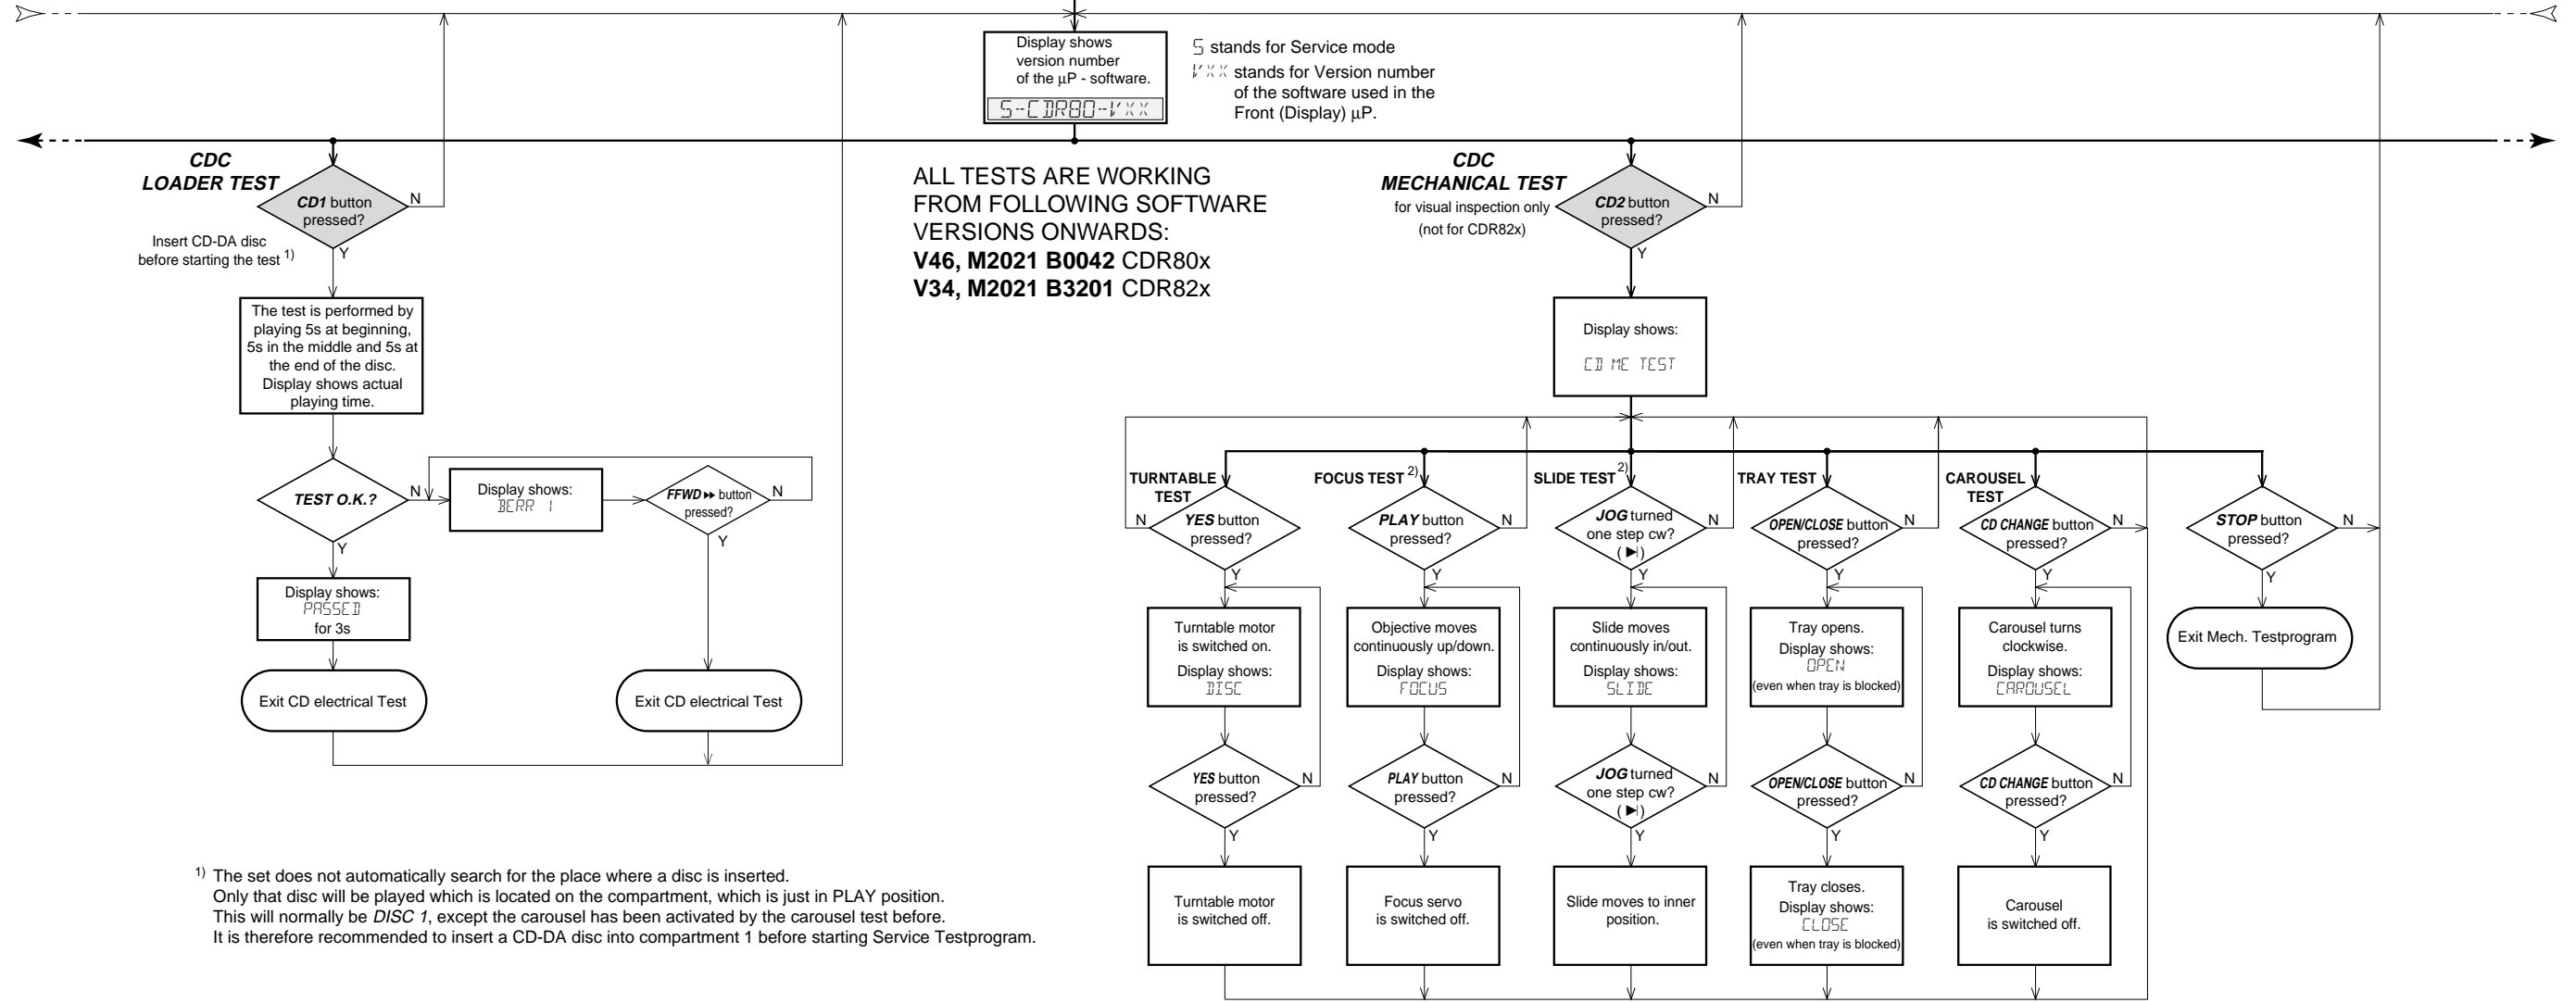 Display shows
version number
of the µP - software.
S-CDR80-VXX
S stands for Service mode
VXX stands for Version number
of the software used in the
Front (Display) µP.
CDC
LOADER TEST
CD1 button
pressed?
N
Y
Insert CD-DA disc
before starting the test 1)
The test is performed by
playing 5s at beginning,
5s in the middle and 5s at
the end of the disc.
Display shows actual
playing time.
TEST O.K.?
N
Y
Display shows:
BERR 1
FFWD ▸▸ button
pressed?
N
Y
Display shows:
PASSED
for 3s
Exit CD electrical Test
Exit CD electrical Test
ALL TESTS ARE WORKING
FROM FOLLOWING SOFTWARE
VERSIONS ONWARDS:
V46, M2021 B0042 CDR80x
V34, M2021 B3201 CDR82x
CDC
MECHANICAL TEST
for visual inspection only
(not for CDR82x)
CD2 button
pressed?
N
Y
Display shows:
CD ME TEST
TURNTABLE
TEST
YES button
pressed?
N
Y
Turntable motor
is switched on.
Display shows:
DISC
YES button
pressed?
N
Y
Turntable motor
is switched off.
FOCUS TEST 2)
PLAY button
pressed?
N
Y
Objective moves
continuously up/down.
Display shows:
FOCUS
PLAY button
pressed?
N
Y
Focus servo
is switched off.
SLIDE TEST 2)
JOG turned
one step cw?
( ▶| )
N
Y
Slide moves
continuously in/out.
Display shows:
SLIDE
JOG turned
one step cw?
( ▶| )
N
Y
Slide moves to inner
position.
TRAY TEST
OPEN/CLOSE button
pressed?
N
Y
Tray opens.
Display shows:
OPEN
(even when tray is blocked)
OPEN/CLOSE button
pressed?
N
Y
Tray closes.
Display shows:
CLOSE
(even when tray is blocked)
CAROUSEL
TEST
CD CHANGE button
pressed?
N
Y
Carousel turns
clockwise.
Display shows:
CAROUSEL
CD CHANGE button
pressed?
N
Y
Carousel
is switched off.
STOP button
pressed?
N
Y
Exit Mech. Testprogram
1) The set does not automatically search for the place where a disc is inserted.
Only that disc will be played which is located on the compartment, which is just in PLAY position.
This will normally be DISC 1, except the carousel has been activated by the carousel test before.
It is therefore recommended to insert a CD-DA disc into compartment 1 before starting Service Testprogram.